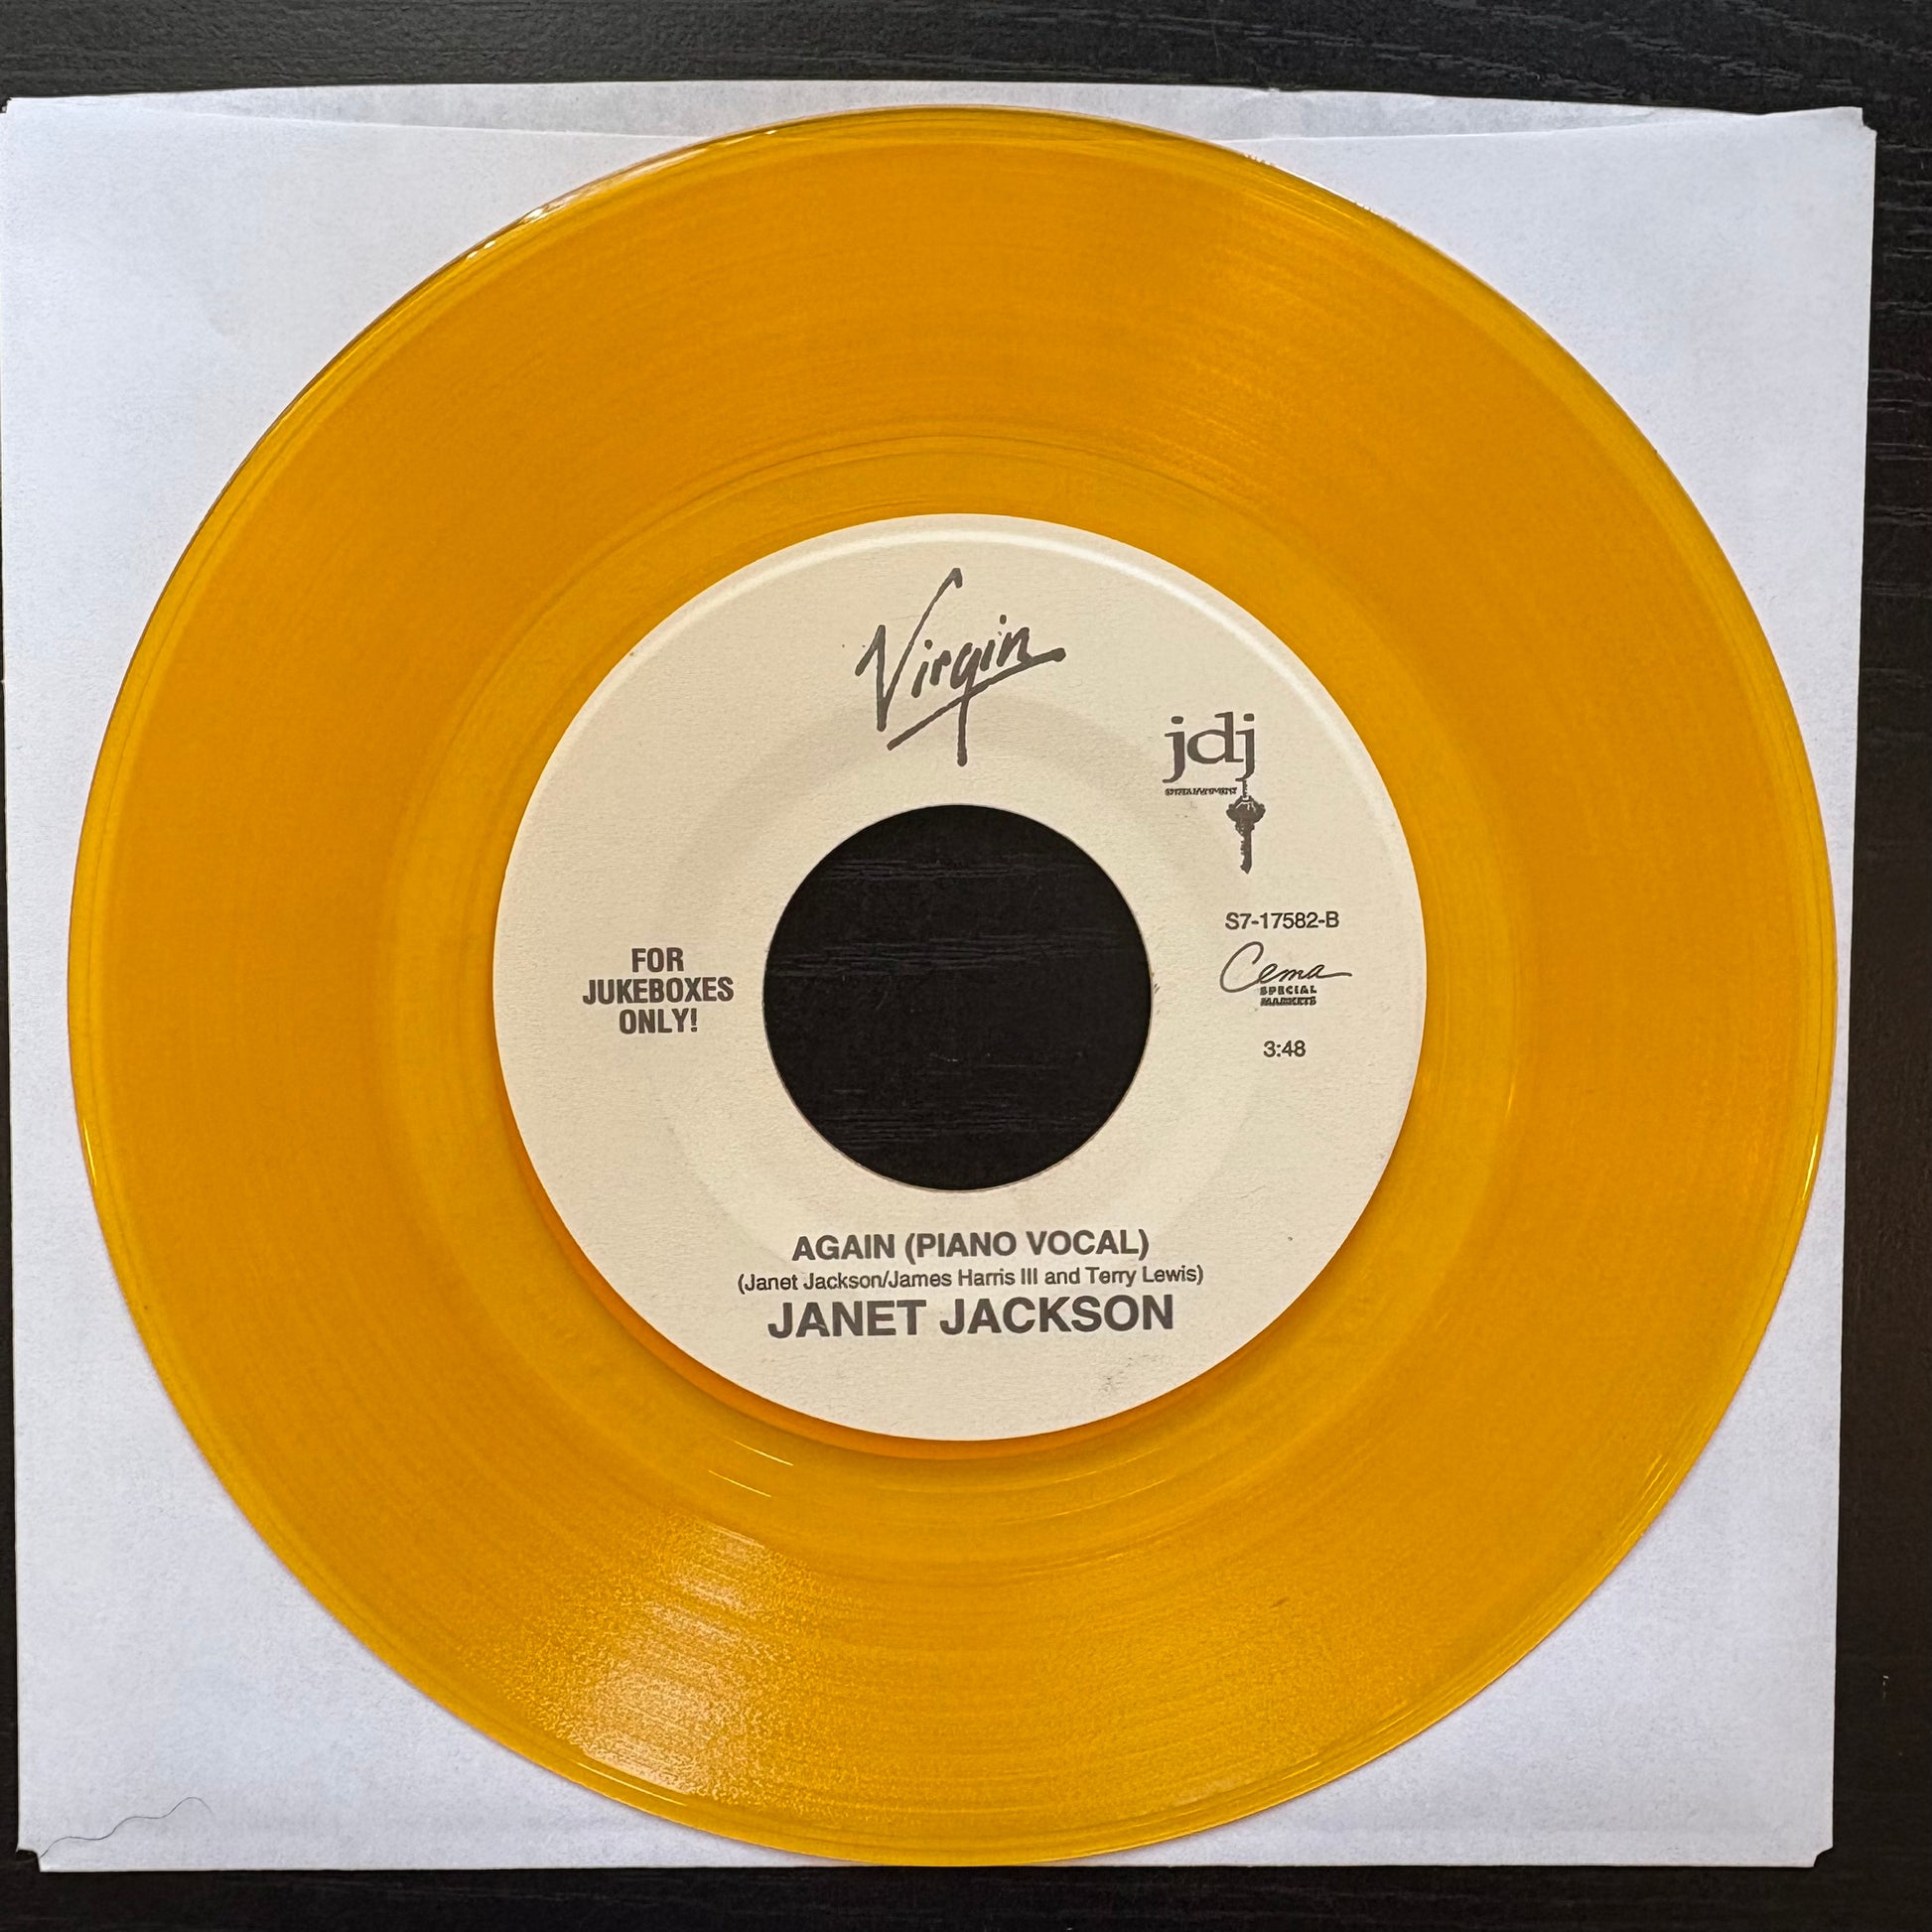 Virgin
jdj
ENTERTAINMENT
FOR
JUKEBOXES
ONLY!
S7-17582-B
Cema
SPECIAL
MARKETS
3:48
AGAIN (PIANO VOCAL)
(Janet Jackson/James Harris III and Terry Lewis)
JANET JACKSON